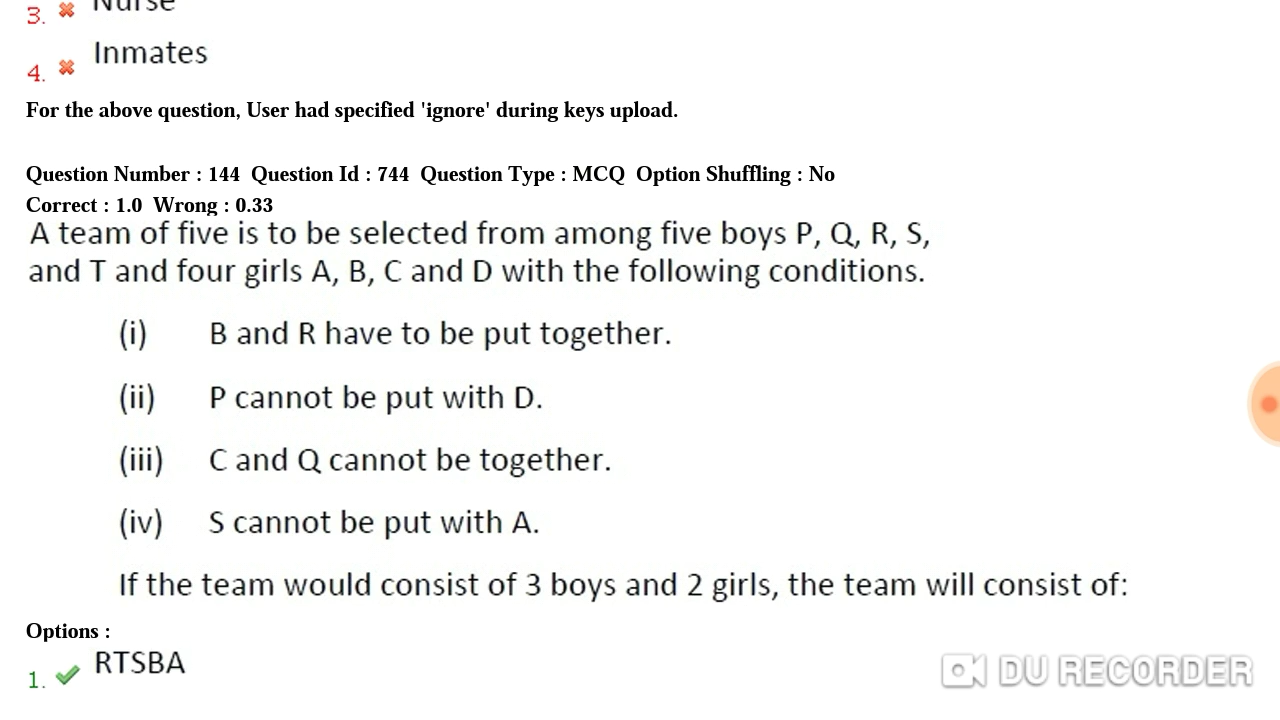 3. Nurse
4. Inmates
For the above question, User had specified 'ignore' during keys upload.
Question Number : 144 Question Id : 744 Question Type : MCQ Option Shuffling : No
Correct : 1.0 Wrong : 0.33
A team of five is to be selected from among five boys P, Q, R, S,
and T and four girls A, B, C and D with the following conditions.
(i) B and R have to be put together.
(ii) P cannot be put with D.
(iii) C and Q cannot be together.
(iv) S cannot be put with A.
If the team would consist of 3 boys and 2 girls, the team will consist of:
Options :
1. RTSBA
DU RECORDER